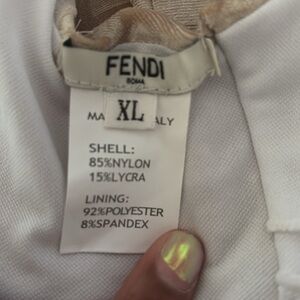 FENDI
ROMA
XL
MA ALY
SHELL:
85%NYLON
15%LYCRA
LINING:
92%POLYESTER
8%SPANDEX